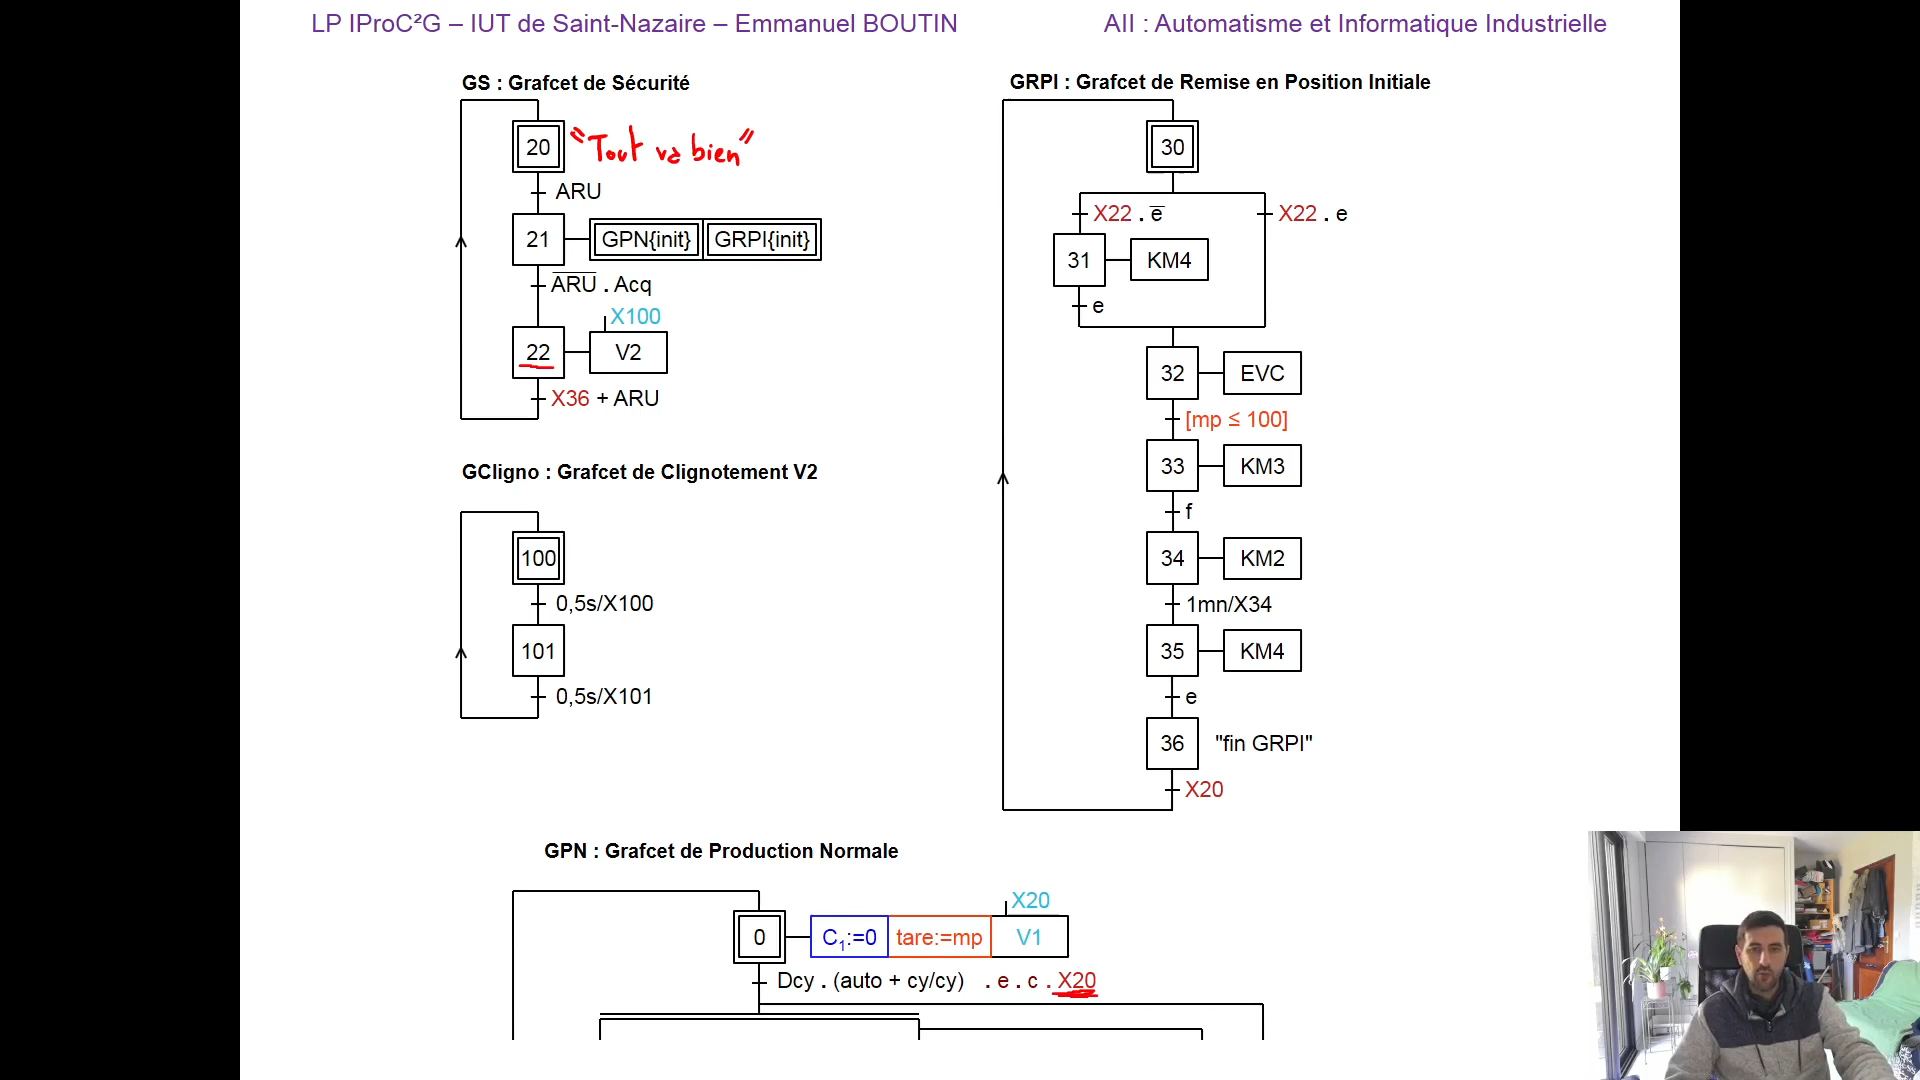 LP IProC²G – IUT de Saint-Nazaire – Emmanuel BOUTIN
AII : Automatisme et Informatique Industrielle
GS : Grafcet de Sécurité
20
"Tout va bien"
ARU
21
GPN{init}
GRPI{init}
A̅R̅U̅ . Acq
X100
22
V2
X36 + ARU
GCligno : Grafcet de Clignotement V2
100
0,5s/X100
101
0,5s/X101
GRPI : Grafcet de Remise en Position Initiale
30
X22 . e̅
X22 . e
31
KM4
e
32
EVC
[mp ≤ 100]
33
KM3
f
34
KM2
1mn/X34
35
KM4
e
36
"fin GRPI"
X20
GPN : Grafcet de Production Normale
X20
0
C₁:=0
tare:=mp
V1
Dcy . (auto + cy/cy) . e . c . X20